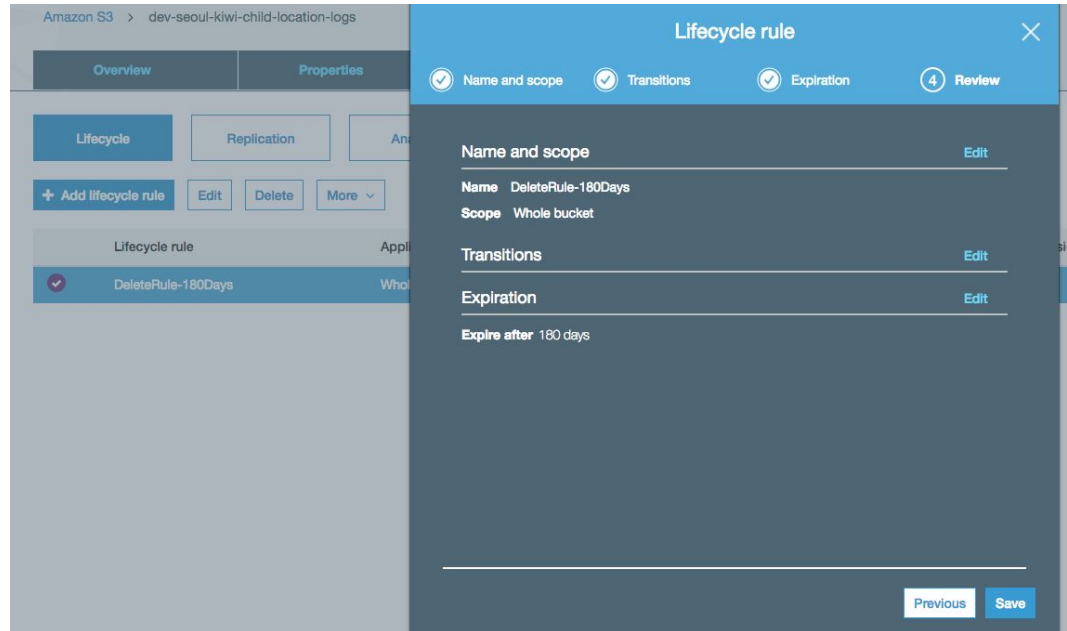 Amazon S3 > dev-seoul-kiwi-child-location-logs
Overview
Properties
Lifecycle
Replication
+ Add lifecycle rule
Edit
Delete
More
Lifecycle rule
DeleteRule-180Days
Lifecycle rule
Name and scope
Transitions
Expiration
4 Review
Name and scope Edit
Name DeleteRule-180Days
Scope Whole bucket
Transitions Edit
Expiration Edit
Expire after 180 days
Previous
Save